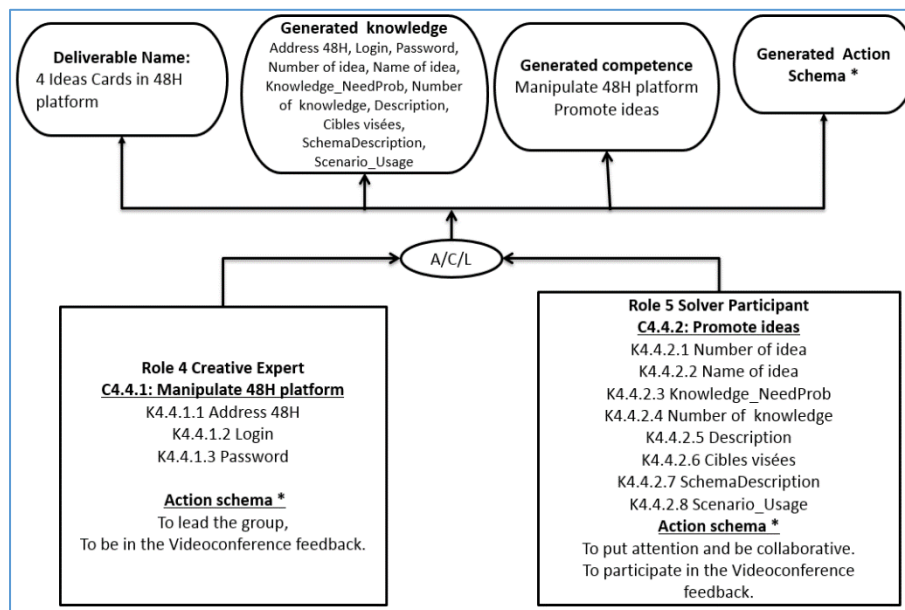 Deliverable Name:
4 Ideas Cards in 48H
platform
Generated knowledge
Address 48H, Login, Password,
Number of idea, Name of idea,
Knowledge_NeedProb, Number
of knowledge, Description,
Cibles visées,
SchemaDescription,
Scenario_Usage
Generated competence
Manipulate 48H platform
Promote ideas
Generated Action
Schema *
A/C/L
Role 4 Creative Expert
C4.4.1: Manipulate 48H platform
K4.4.1.1 Address 48H
K4.4.1.2 Login
K4.4.1.3 Password
Action schema *
To lead the group,
To be in the Videoconference feedback.
Role 5 Solver Participant
C4.4.2: Promote ideas
K4.4.2.1 Number of idea
K4.4.2.2 Name of idea
K4.4.2.3 Knowledge_NeedProb
K4.4.2.4 Number of knowledge
K4.4.2.5 Description
K4.4.2.6 Cibles visées
K4.4.2.7 SchemaDescription
K4.4.2.8 Scenario_Usage
Action schema *
To put attention and be collaborative.
To participate in the Videoconference
feedback.